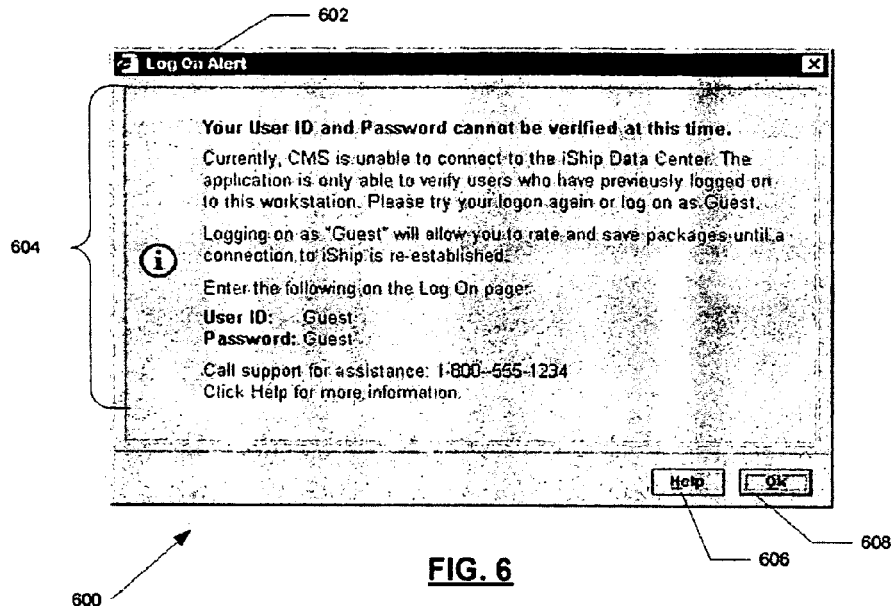 602
Log On Alert
Your User ID and Password cannot be verified at this time.
Currently, CMS is unable to connect to the iShip Data Center. The
application is only able to verify users who have previously logged on
to this workstation. Please try your logon again or log on as Guest.
604
Logging on as "Guest" will allow you to rate and save packages until a
connection to iShip is re-established.
Enter the following on the Log On page:
User ID: Guest
Password: Guest
Call support for assistance: 1-800--555-1234
Click Help for more information.
Help
Ok
608
606
FIG. 6
600